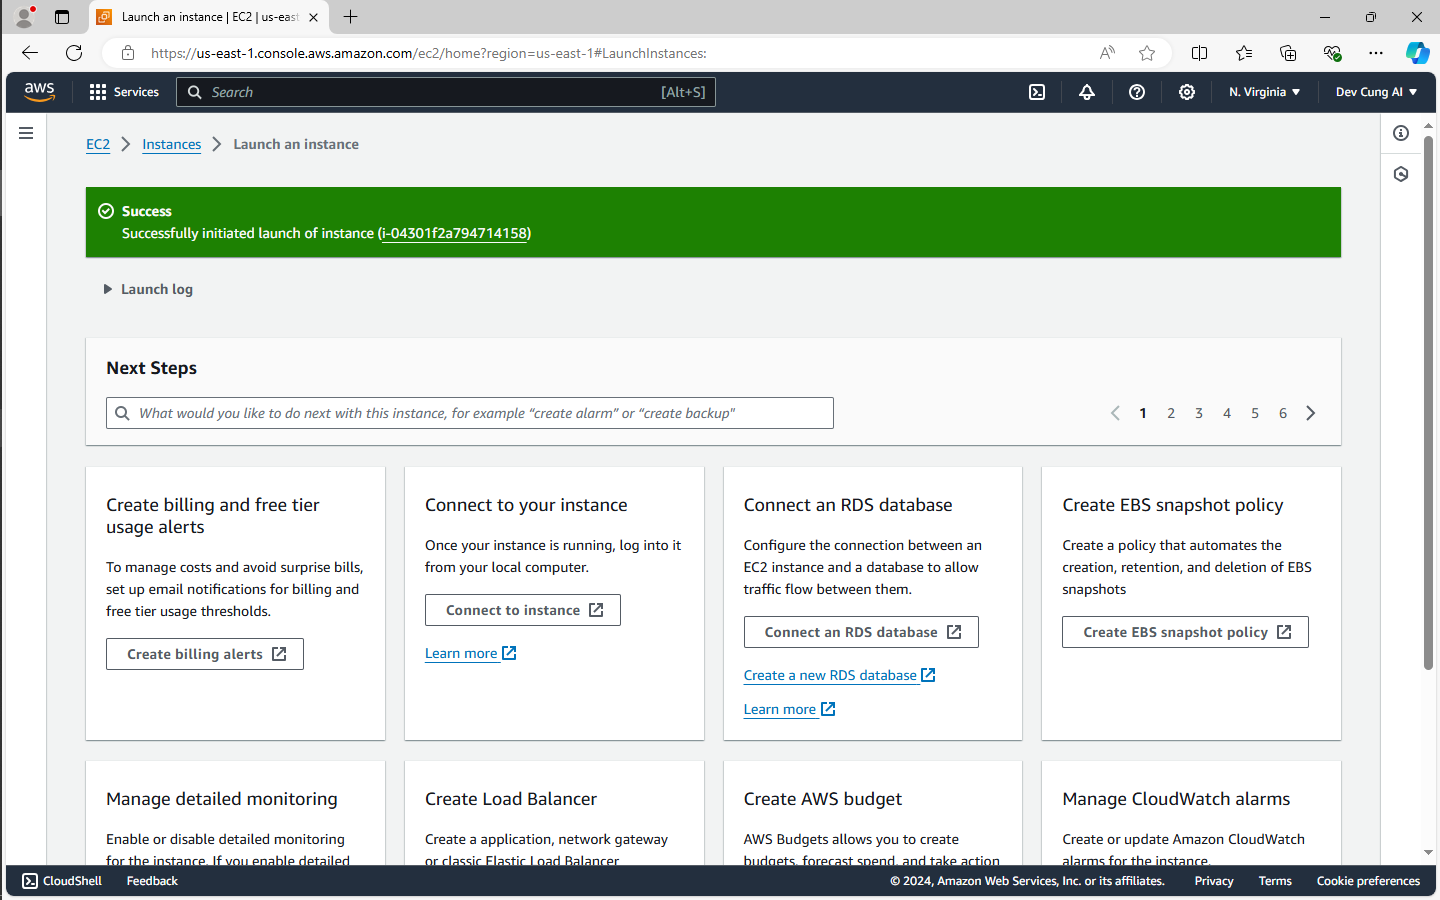 Launch an instance | EC2 | us-east
https://us-east-1.console.aws.amazon.com/ec2/home?region=us-east-1#LaunchInstances:
aws
Services
Search
[Alt+S]
N. Virginia
Dev Cung AI
EC2
Instances
Launch an instance
Success
Successfully initiated launch of instance (i-04301f2a794714158)
Launch log
Next Steps
What would you like to do next with this instance, for example “create alarm” or “create backup”
1 2 3 4 5 6
Create billing and free tier
usage alerts
To manage costs and avoid surprise bills,
set up email notifications for billing and
free tier usage thresholds.
Create billing alerts
Connect to your instance
Once your instance is running, log into it
from your local computer.
Connect to instance
Learn more
Connect an RDS database
Configure the connection between an
EC2 instance and a database to allow
traffic flow between them.
Connect an RDS database
Create a new RDS database
Learn more
Create EBS snapshot policy
Create a policy that automates the
creation, retention, and deletion of EBS
snapshots
Create EBS snapshot policy
Manage detailed monitoring
Enable or disable detailed monitoring
for the instance. If you enable detailed
Create Load Balancer
Create a application, network gateway
or classic Elastic Load Balancer
Create AWS budget
AWS Budgets allows you to create
budgets, forecast spend, and take action
Manage CloudWatch alarms
Create or update Amazon CloudWatch
alarms for the instance.
CloudShell
Feedback
© 2024, Amazon Web Services, Inc. or its affiliates.
Privacy
Terms
Cookie preferences